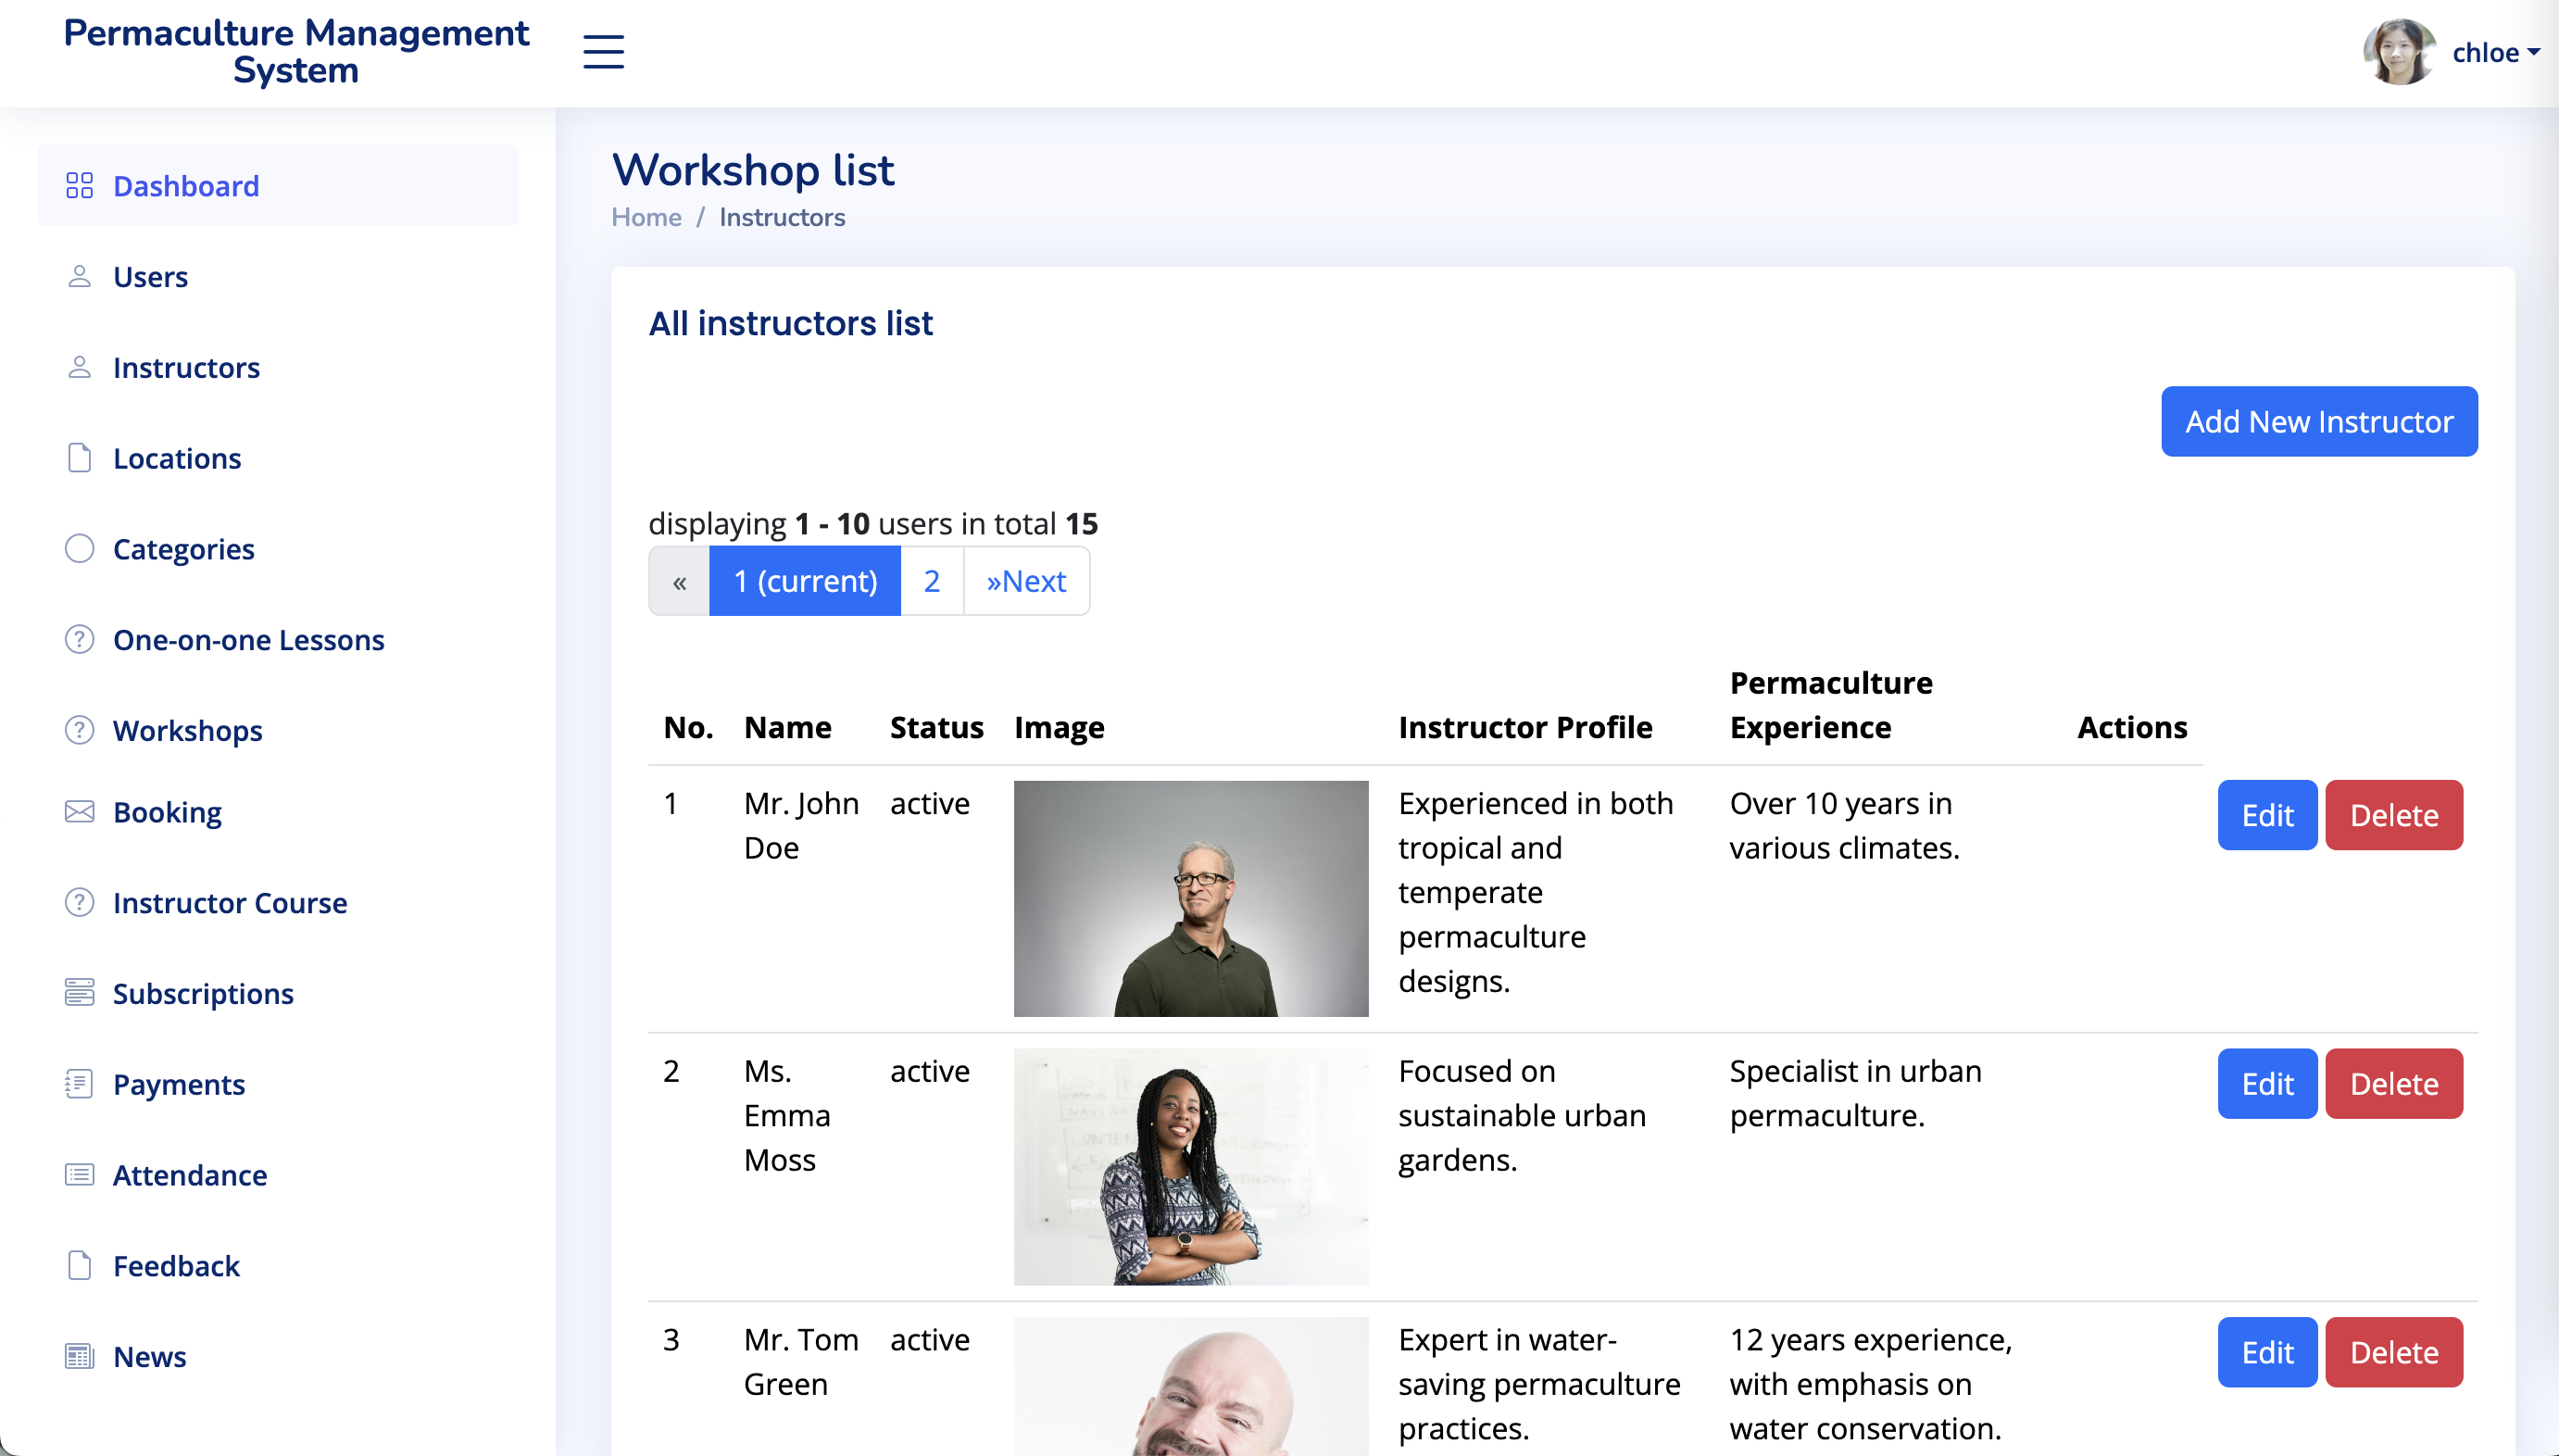 Permaculture Management
System
chloe
Dashboard
Users
Instructors
Locations
Categories
One-on-one Lessons
Workshops
Booking
Instructor Course
Subscriptions
Payments
Attendance
Feedback
News
Workshop list
Home / Instructors
All instructors list
Add New Instructor
displaying 1 - 10 users in total 15
« 1 (current) 2 »Next
No. Name Status Image Instructor Profile Permaculture Experience Actions
1 Mr. John Doe active Experienced in both tropical and temperate permaculture designs. Over 10 years in various climates. Edit Delete
2 Ms. Emma Moss active Focused on sustainable urban gardens. Specialist in urban permaculture. Edit Delete
3 Mr. Tom Green active Expert in water-saving permaculture practices. 12 years experience, with emphasis on water conservation. Edit Delete